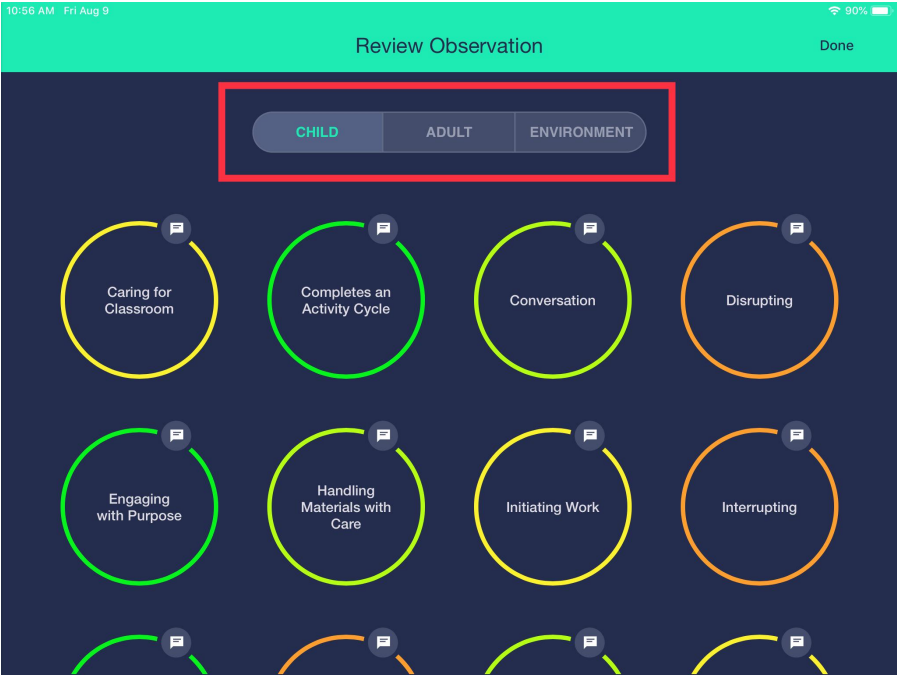 10:56 AM Fri Aug 9
90%
Review Observation
Done
CHILD
ADULT
ENVIRONMENT
Caring for
Classroom
Completes an
Activity Cycle
Conversation
Disrupting
Engaging
with Purpose
Handling
Materials with
Care
Initiating Work
Interrupting